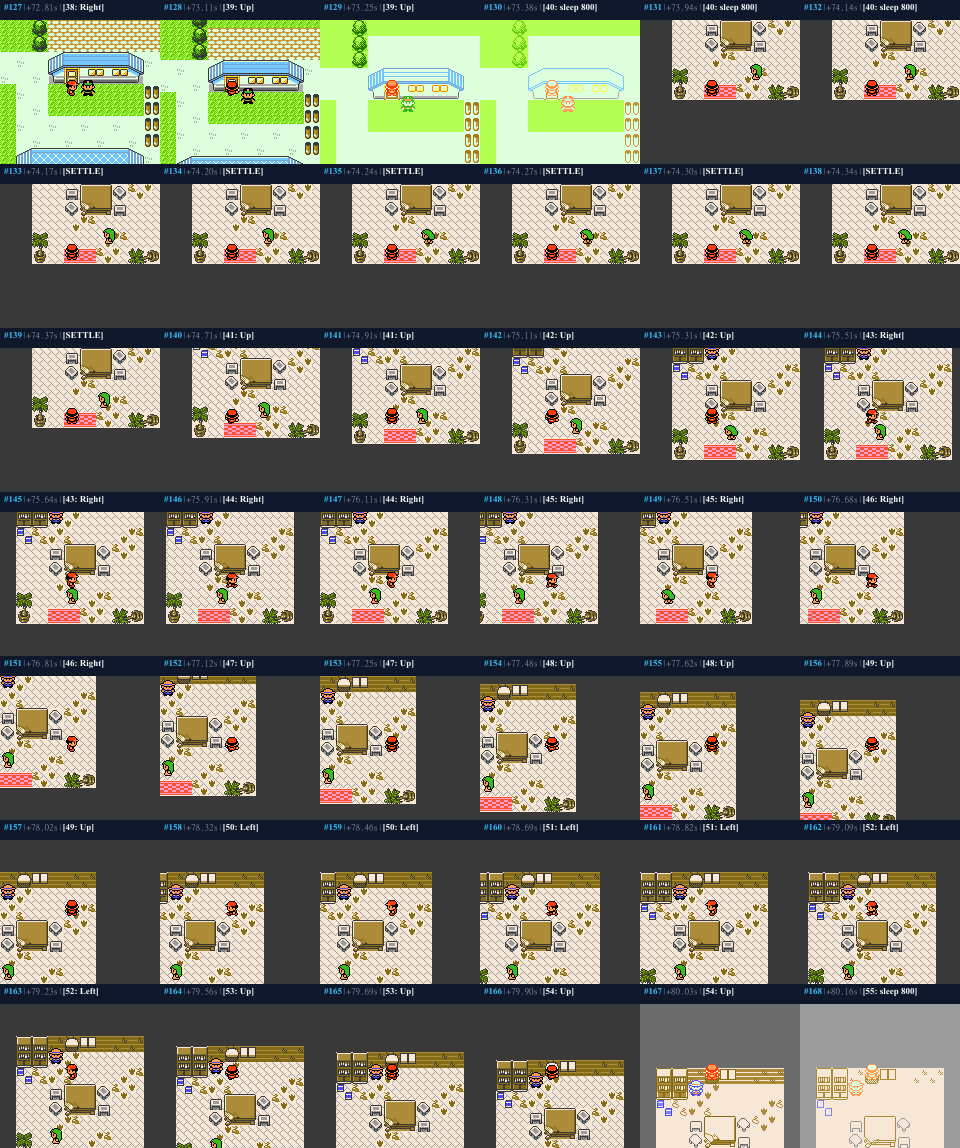 #127|+72.81s|[38: Right] #128|+73.11s|[39: Up] #129|+73.25s|[39: Up] #130|+73.38s|[40: sleep 800] #131|+73.94s|[40: sleep 800] #132|+74.14s|[40: sleep 800]
#133|+74.17s|[SETTLE] #134|+74.20s|[SETTLE] #135|+74.24s|[SETTLE] #136|+74.27s|[SETTLE] #137|+74.30s|[SETTLE] #138|+74.34s|[SETTLE]
#139|+74.37s|[SETTLE] #140|+74.71s|[41: Up] #141|+74.91s|[41: Up] #142|+75.11s|[42: Up] #143|+75.31s|[42: Up] #144|+75.51s|[43: Right]
#145|+75.64s|[43: Right] #146|+75.91s|[44: Right] #147|+76.11s|[44: Right] #148|+76.31s|[45: Right] #149|+76.51s|[45: Right] #150|+76.68s|[46: Right]
#151|+76.81s|[46: Right] #152|+77.12s|[47: Up] #153|+77.25s|[47: Up] #154|+77.48s|[48: Up] #155|+77.62s|[48: Up] #156|+77.89s|[49: Up]
#157|+78.02s|[49: Up] #158|+78.32s|[50: Left] #159|+78.46s|[50: Left] #160|+78.69s|[51: Left] #161|+78.82s|[51: Left] #162|+79.09s|[52: Left]
#163|+79.23s|[52: Left] #164|+79.56s|[53: Up] #165|+79.69s|[53: Up] #166|+79.90s|[54: Up] #167|+80.03s|[54: Up] #168|+80.16s|[55: sleep 800]